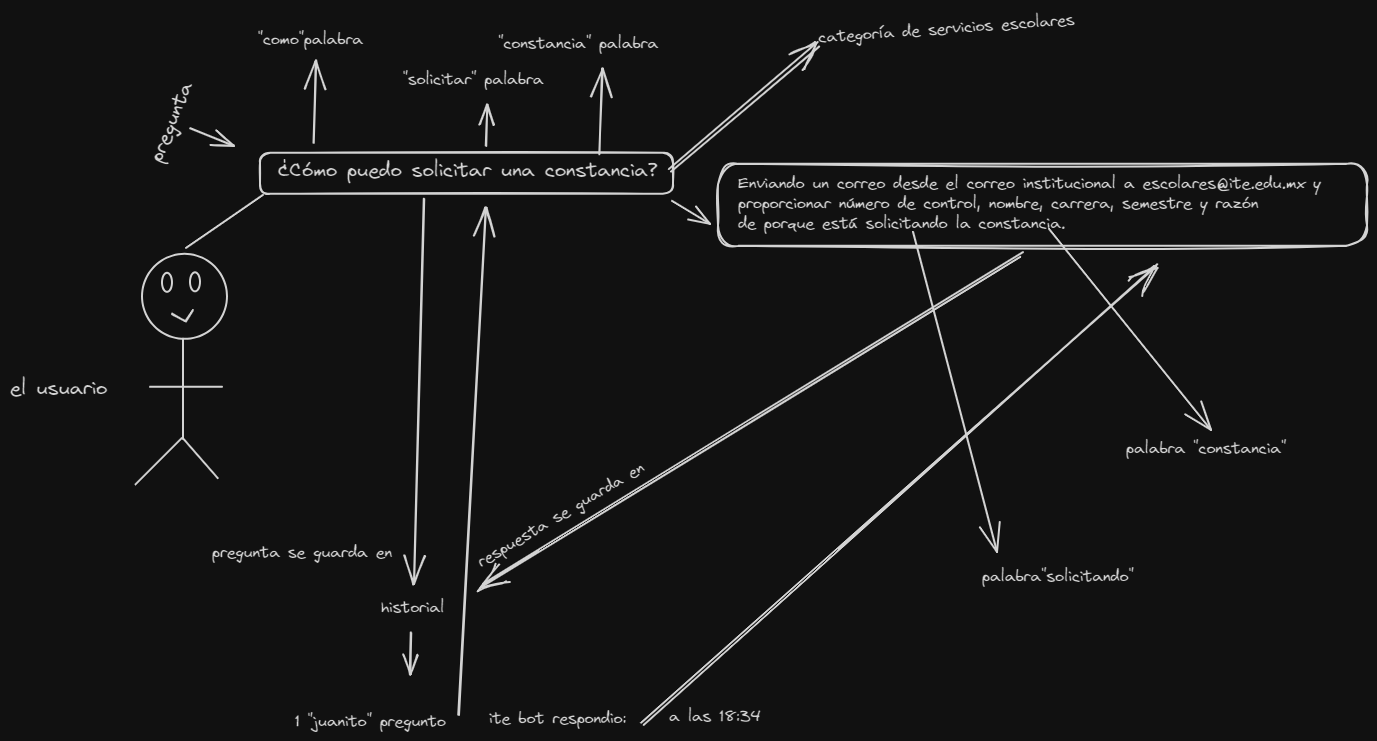 "como"palabra
"constancia" palabra
categoría de servicios escolares
"solicitar" palabra
pregunta
¿Cómo puedo solicitar una constancia?
Enviando un correo desde el correo institucional a escolares@ite.edu.mx y
proporcionar número de control, nombre, carrera, semestre y razón
de porque está solicitando la constancia.
el usuario
palabra "constancia"
respuesta se guarda en
pregunta se guarda en
palabra"solicitando"
historial
1 "juanito" pregunto
ite bot respondio:
a las 18:34